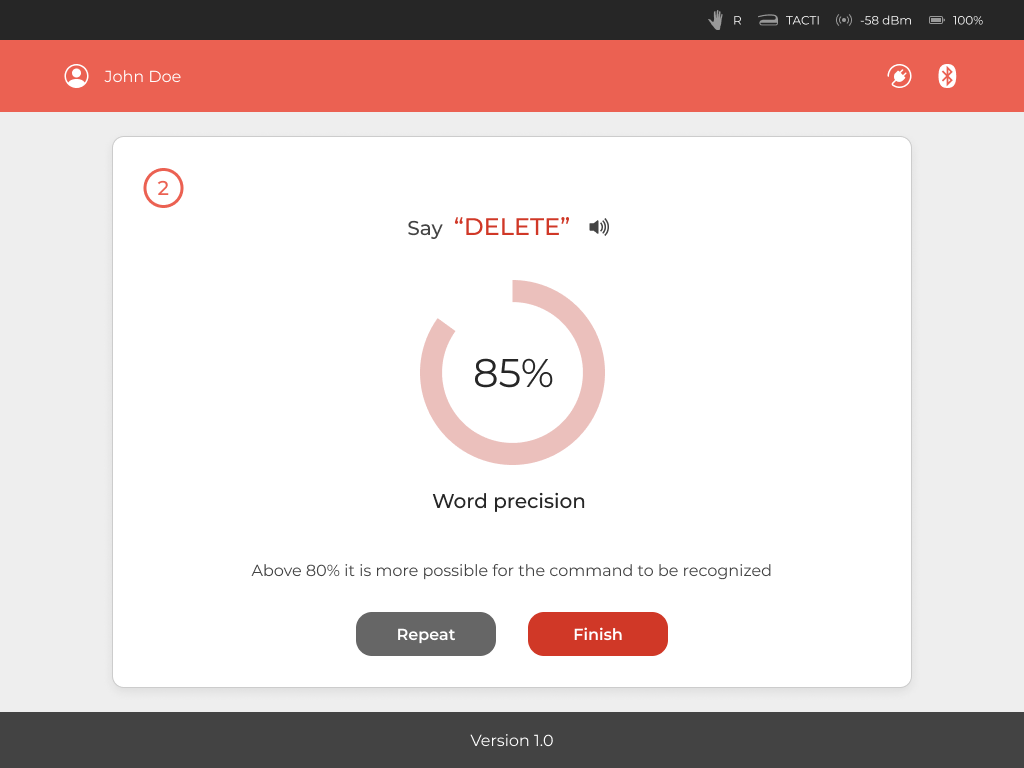 R TACTI -58 dBm 100%
John Doe
2
Say “DELETE”
85%
Word precision
Above 80% it is more possible for the command to be recognized
Repeat Finish
Version 1.0